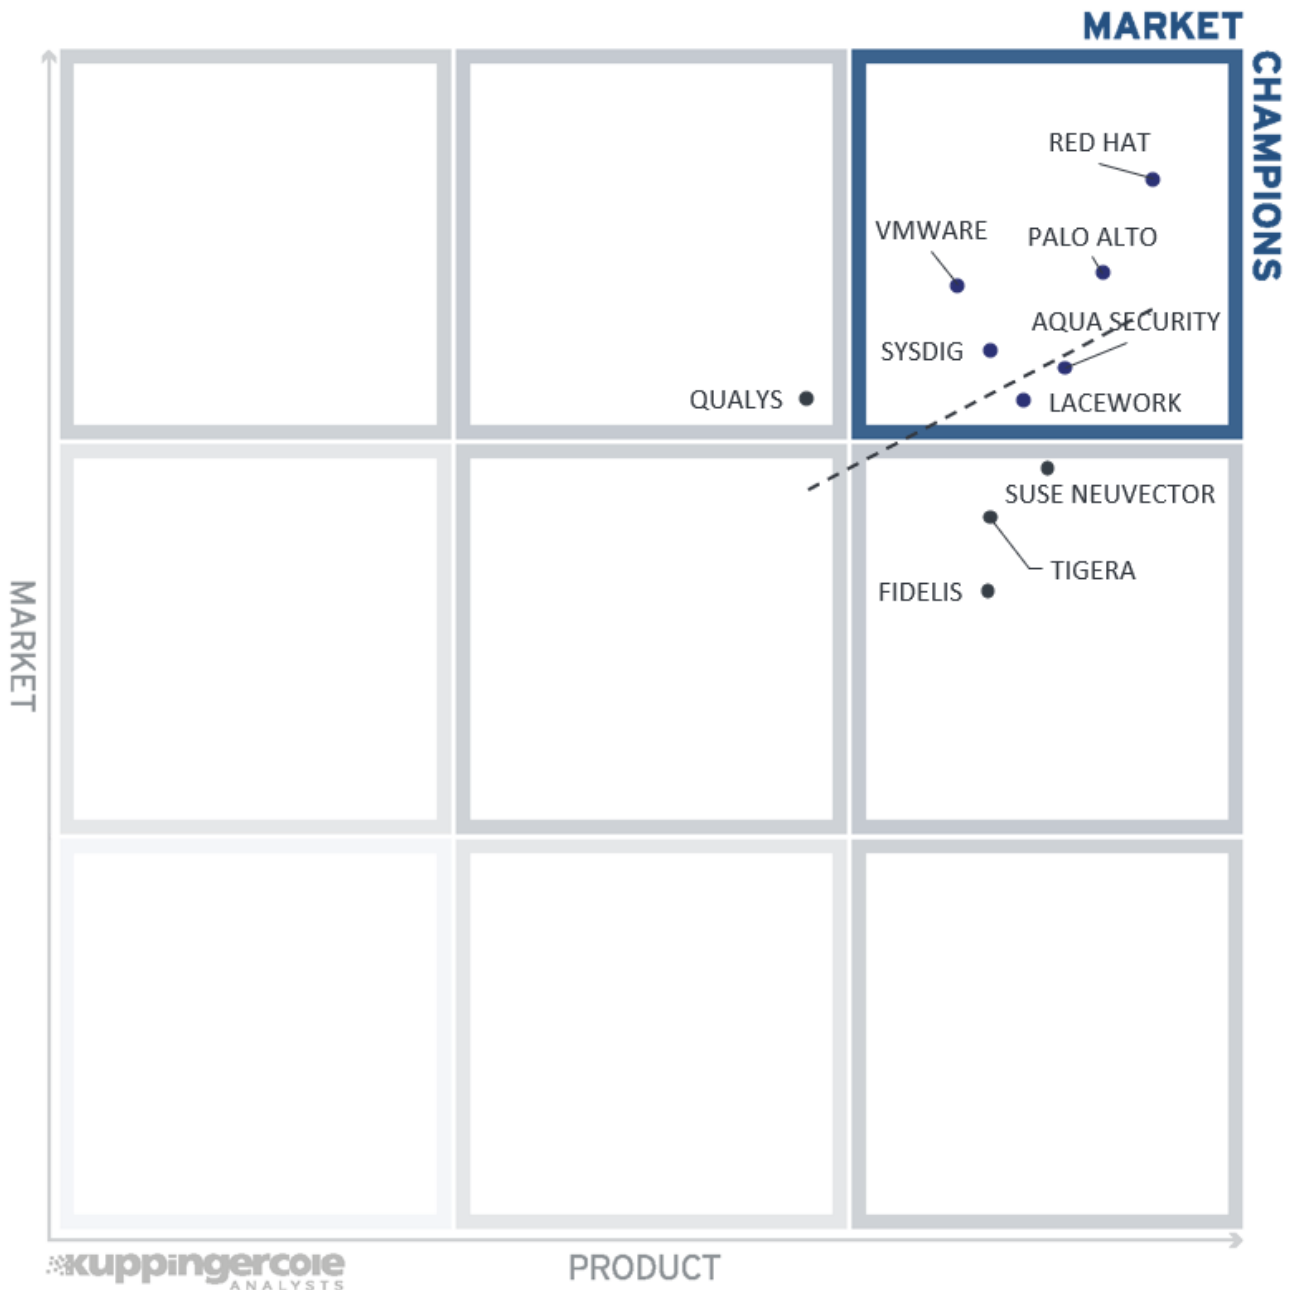 MARKET
CHAMPIONS
RED HAT
VMWARE
PALO ALTO
AQUA SECURITY
SYSDIG
QUALYS
LACEWORK
SUSE NEUVECTOR
TIGERA
FIDELIS
MARKET
PRODUCT
kuppingercole
ANALYSTS